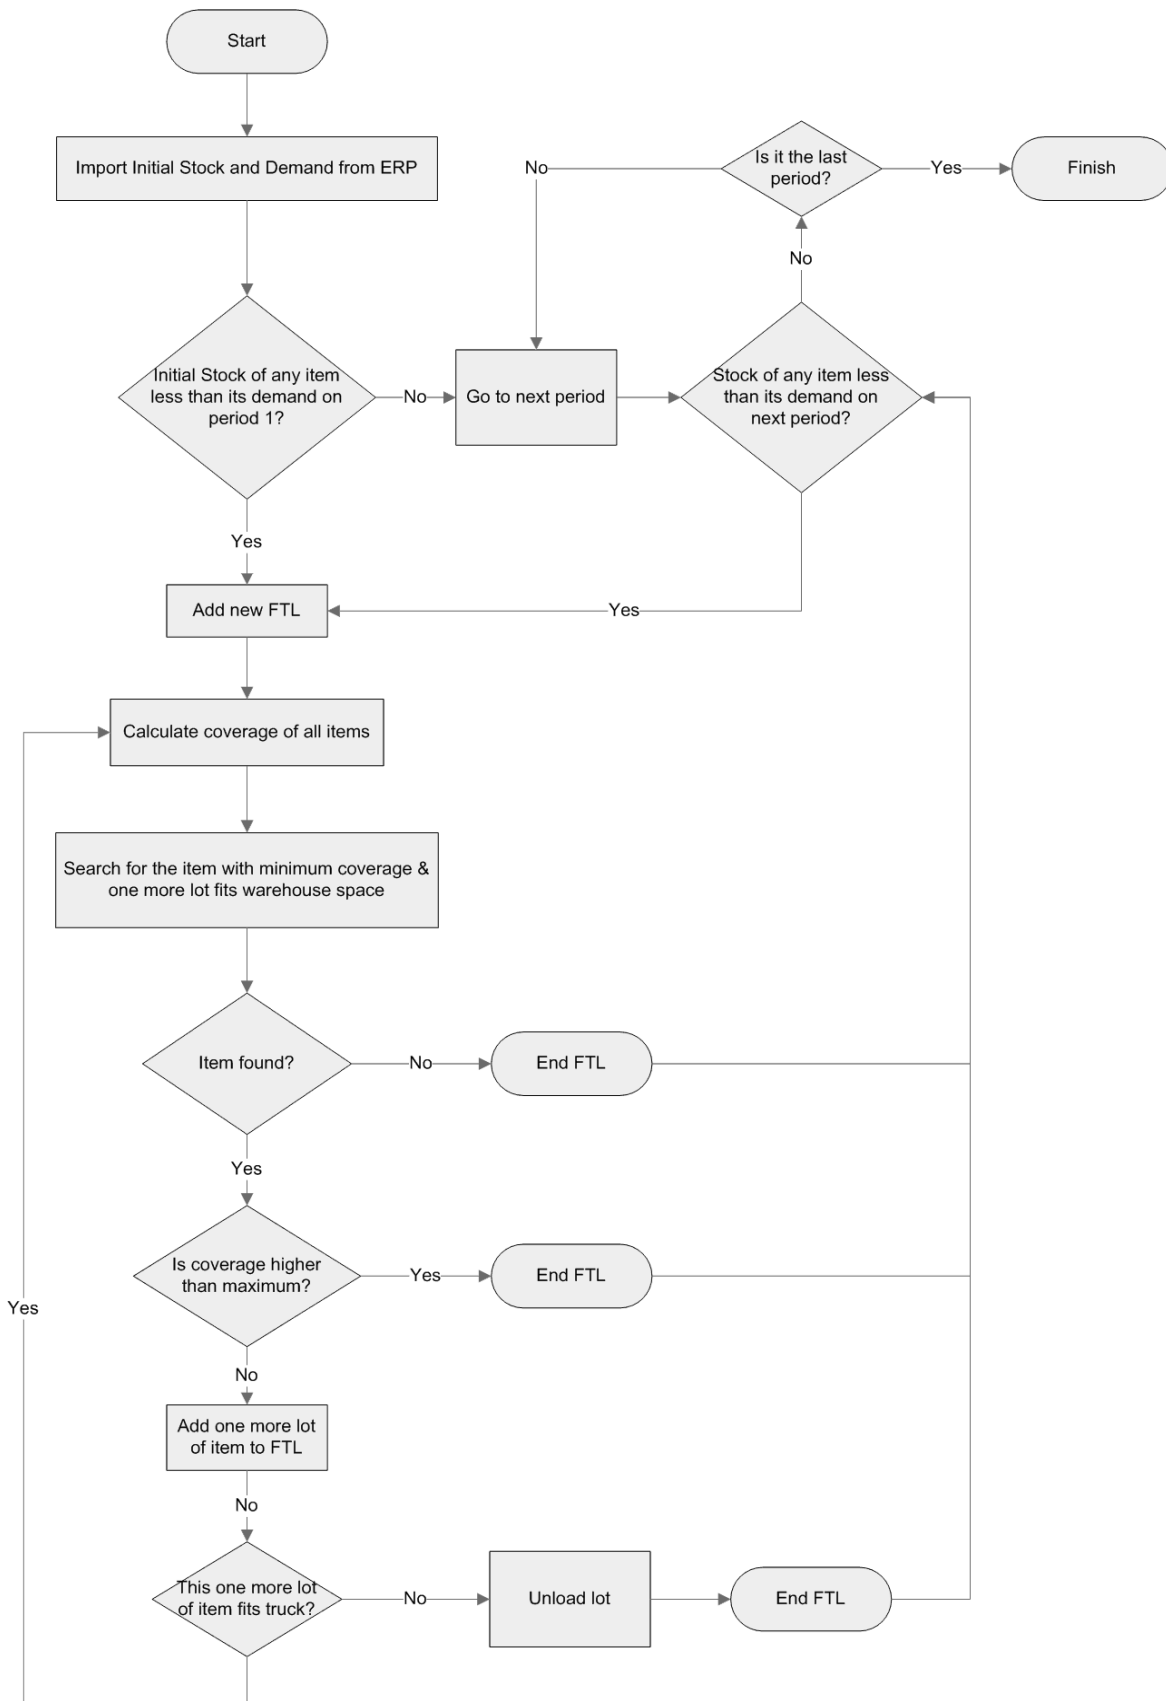 Start
Import Initial Stock and Demand from ERP
Is it the last
period?
No
Yes
Finish
No
Initial Stock of any item
less than its demand on
period 1?
No
Go to next period
Stock of any item less
than its demand on
next period?
Yes
Add new FTL
Yes
Calculate coverage of all items
Search for the item with minimum coverage &
one more lot fits warehouse space
Item found?
No
End FTL
Yes
Is coverage higher
than maximum?
Yes
End FTL
Yes
No
Add one more lot
of item to FTL
No
This one more lot
of item fits truck?
No
Unload lot
End FTL